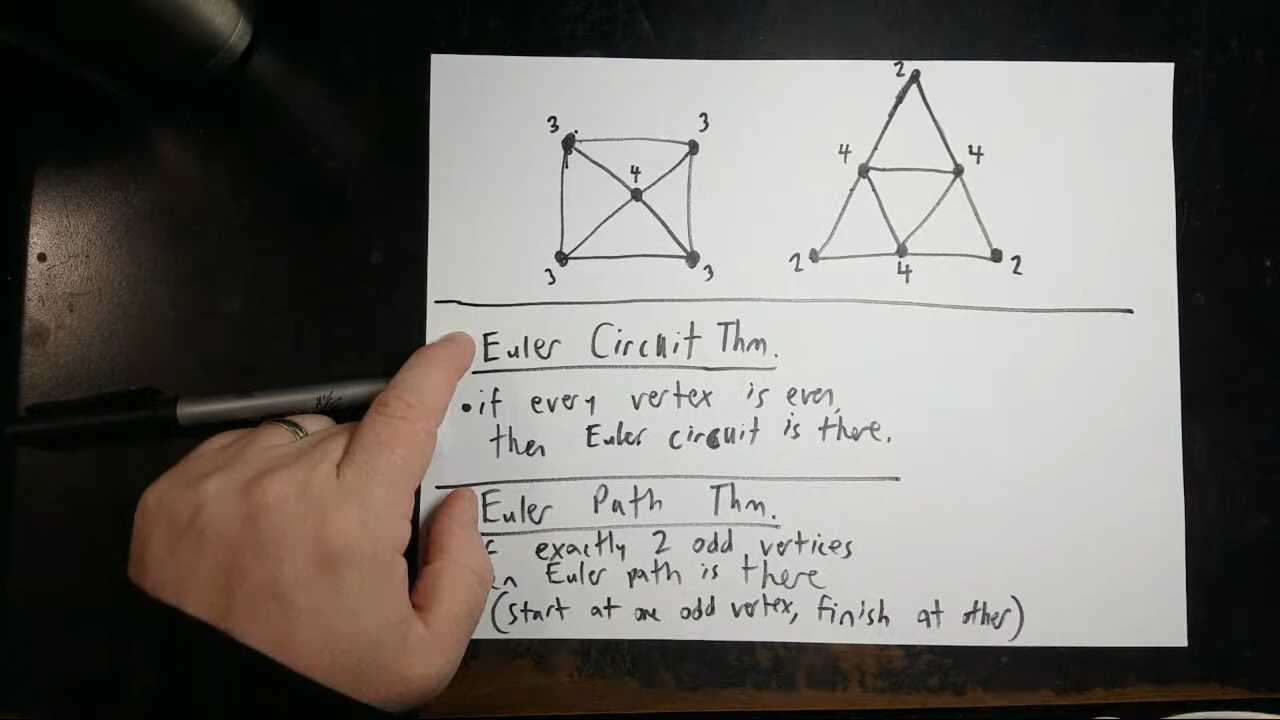 2
3 3
4 4
4
3 3
2 4 2
Euler Circuit Thm.
•if every vertex is even,
then Euler circuit is there.
Euler Path Thm.
exactly 2 odd vertices
Euler path is there
(start at one odd vertex, finish at other)